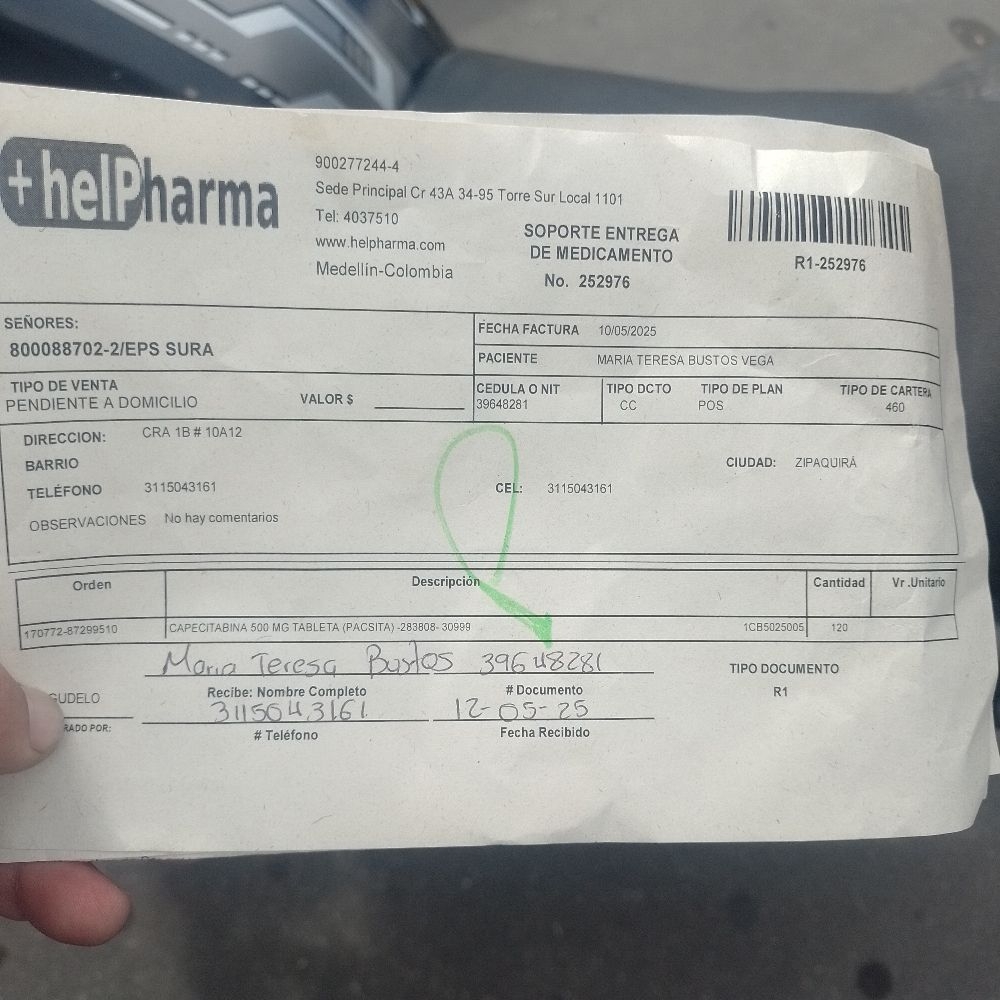 +helPharma
900277244-4
Sede Principal Cr 43A 34-95 Torre Sur Local 1101
Tel: 4037510
www.helpharma.com
Medellín-Colombia
SOPORTE ENTREGA
DE MEDICAMENTO
No. 252976
R1-252976
SEÑORES:
800088702-2/EPS SURA
FECHA FACTURA 10/05/2025
PACIENTE MARIA TERESA BUSTOS VEGA
TIPO DE VENTA
PENDIENTE A DOMICILIO
VALOR $
CEDULA O NIT TIPO DCTO TIPO DE PLAN TIPO DE CARTERA
39648281 CC POS 460
DIRECCION: CRA 1B # 10A12
BARRIO
CIUDAD: ZIPAQUIRÁ
TELÉFONO 3115043161
CEL: 3115043161
OBSERVACIONES No hay comentarios
Orden Descripción Cantidad Vr .Unitario
170772-87299510 CAPECITABINA 500 MG TABLETA (PACSITA) -283808- 30999 1CB5025005 120
Maria Teresa Bustos 39648281
Recibe: Nombre Completo # Documento
TIPO DOCUMENTO
R1
GUDELO
3115043161 12-05-25
RADO POR:
# Teléfono Fecha Recibido